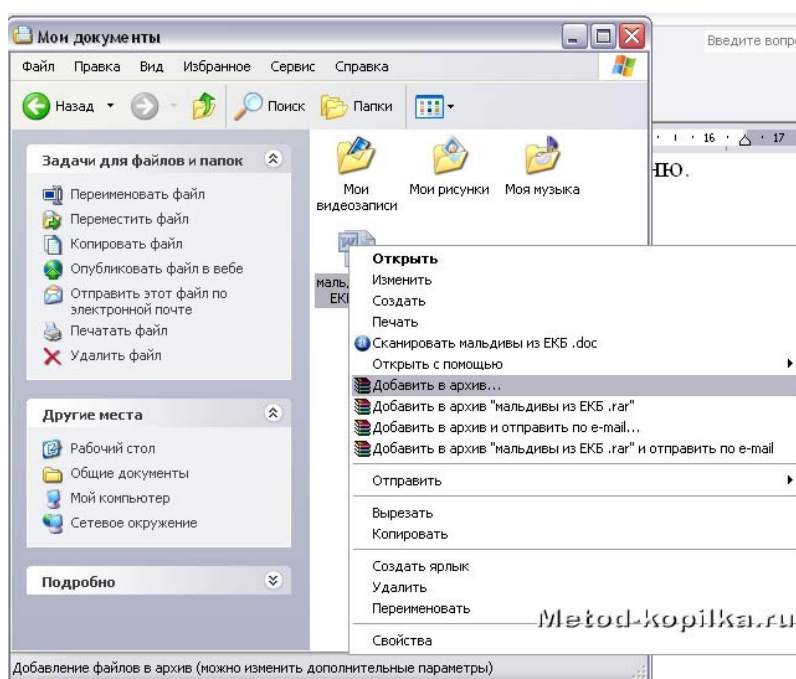 Мои документы
Введите вопр
Файл Правка Вид Избранное Сервис Справка
Назад Поиск Папки
16 17
Задачи для файлов и папок
Переименовать файл
Переместить файл
Копировать файл
Опубликовать файл в вебе
Отправить этот файл по
электронной почте
Печатать файл
Удалить файл
Другие места
Рабочий стол
Общие документы
Мой компьютер
Сетевое окружение
Подробно
Мои
видеозаписи
Мои рисунки
Моя музыка
маль
ЕК
Открыть
Изменить
Создать
Печать
Сканировать мальдивы из ЕКБ .doc
Открыть с помощью
Добавить в архив...
Добавить в архив "мальдивы из ЕКБ .rar"
Добавить в архив и отправить по e-mail...
Добавить в архив "мальдивы из ЕКБ .rar" и отправить по e-mail
Отправить
Вырезать
Копировать
Создать ярлык
Удалить
Переименовать
Свойства
Metod-kopilka.ru
Добавление файлов в архив (можно изменить дополнительные параметры)